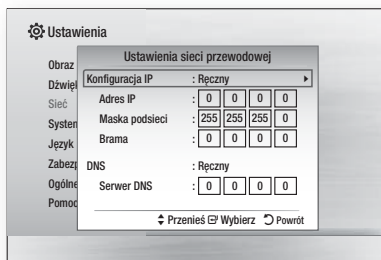 Ustawienia
Ustawienia sieci przewodowej
Obraz
Dźwięk
Sieć
System
Język
Zabezp
Ogólne
Pomoc
Konfiguracja IP : Ręczny
Adres IP : 0 0 0 0
Maska podsieci : 255 255 255 0
Brama : 0 0 0 0
DNS : Ręczny
Serwer DNS : 0 0 0 0
Przenieś Wybierz Powrót